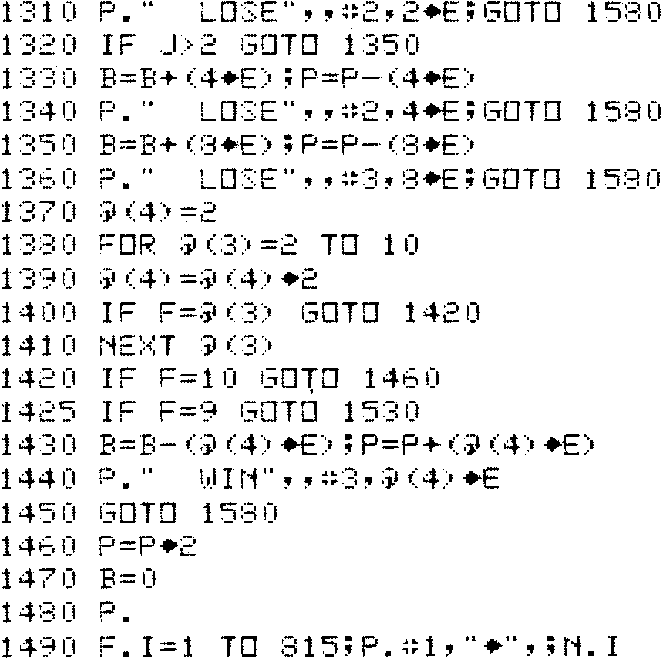 1310 P."  LOSE",,#2,2*E;GOTO 1580
1320 IF J>2 GOTO 1350
1330 B=B+(4*E);P=P-(4*E)
1340 P."  LOSE",,#2,4*E;GOTO 1580
1350 B=B+(8*E);P=P-(8*E)
1360 P."  LOSE",,#3,8*E;GOTO 1580
1370 @(4)=2
1380 FOR @(3)=2 TO 10
1390 @(4)=@(4)*2
1400 IF F=@(3) GOTO 1420
1410 NEXT @(3)
1420 IF F=10 GOTO 1460
1425 IF F=9 GOTO 1530
1430 B=B-(@(4)*E);P=P+(@(4)*E)
1440 P."  WIN",,#3,@(4)*E
1450 GOTO 1580
1460 P=P*2
1470 B=0
1480 P.
1490 F.I=1 TO 815;P.#1,"*",;N.I